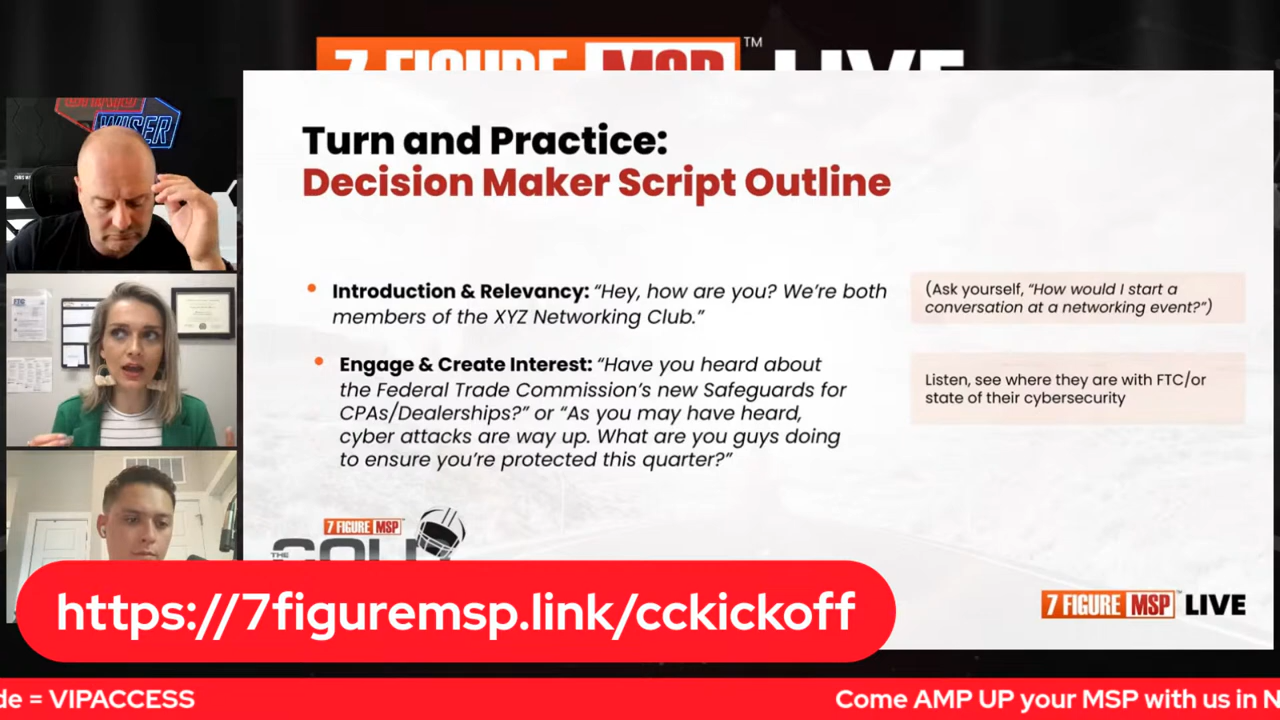 7 FIGURE MSP LIVE
TM
WISER
Turn and Practice:
Decision Maker Script Outline
• Introduction & Relevancy: “Hey, how are you? We’re both
members of the XYZ Networking Club.”
(Ask yourself, “How would I start a
conversation at a networking event?”)
• Engage & Create Interest: “Have you heard about
the Federal Trade Commission’s new Safeguards for
CPAs/Dealerships?” or “As you may have heard,
cyber attacks are way up. What are you guys doing
to ensure you’re protected this quarter?”
Listen, see where they are with FTC/or
state of their cybersecurity
7 FIGURE MSP
THE
COLD
7 FIGURE MSP LIVE
https://7figuremsp.link/cckickoff
de = VIPACCESS
Come AMP UP your MSP with us in N